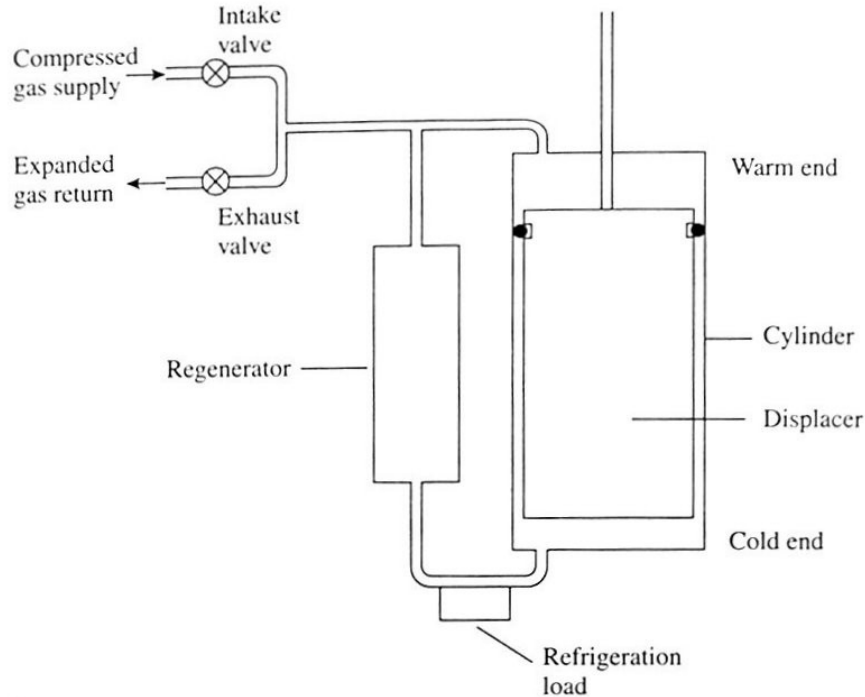 Intake
valve
Compressed
gas supply
Expanded
gas return
Exhaust
valve
Warm end
Regenerator
Cylinder
Displacer
Cold end
Refrigeration
load